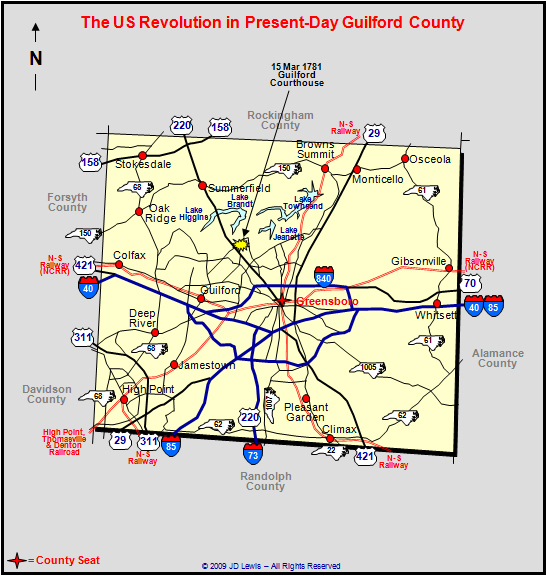 The US Revolution in Present-Day Guilford County
N
15 Mar 1781
Guilford
Courthouse
Rockingham
County
N-S
Railway
220
158
29
Browns
Summit
158
Stokesdale
150
Osceola
Monticello
68
Summerfield
61
Forsyth
County
Oak
Ridge
Lake
Higgins
Lake
Brandt
Lake
Townsend
Lake
Jeanette
150
N-S
Railway
(NCRR)
421
Colfax
Gibsonville
N-S
Railway
(NCRR)
40
840
70
Guilford
Greensboro
Whitsett
40
85
Deep
River
311
68
61
Alamance
County
Jamestown
1005
Davidson
County
68
High Point
1007
Pleasant
Garden
62
220
62
High Point,
Thomasville
& Denton
Railroad
29
311
85
Climax
N-S
Railway
73
22
421
N-S
Railway
Randolph
County
=County Seat
© 2009 JD Lewis – All Rights Reserved